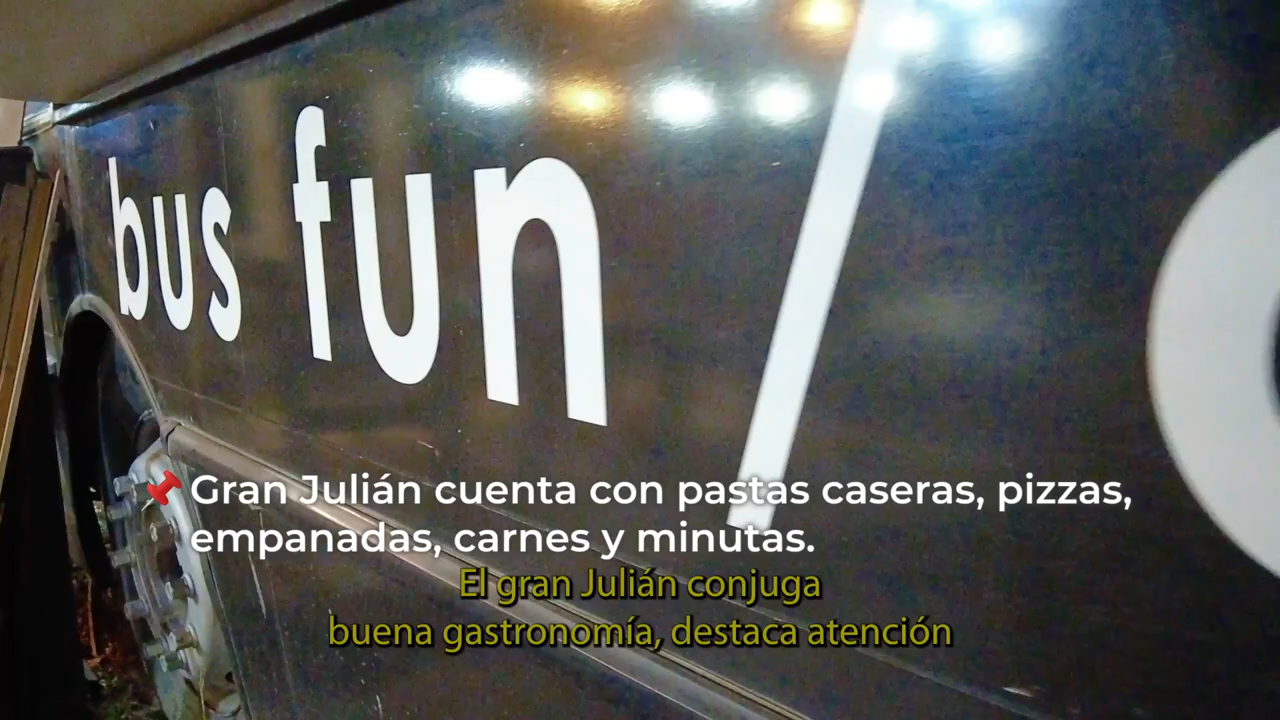 bus fun /
Gran Julián cuenta con pastas caseras, pizzas,
empanadas, carnes y minutas.
El gran Julián conjuga
buena gastronomía, destaca atención